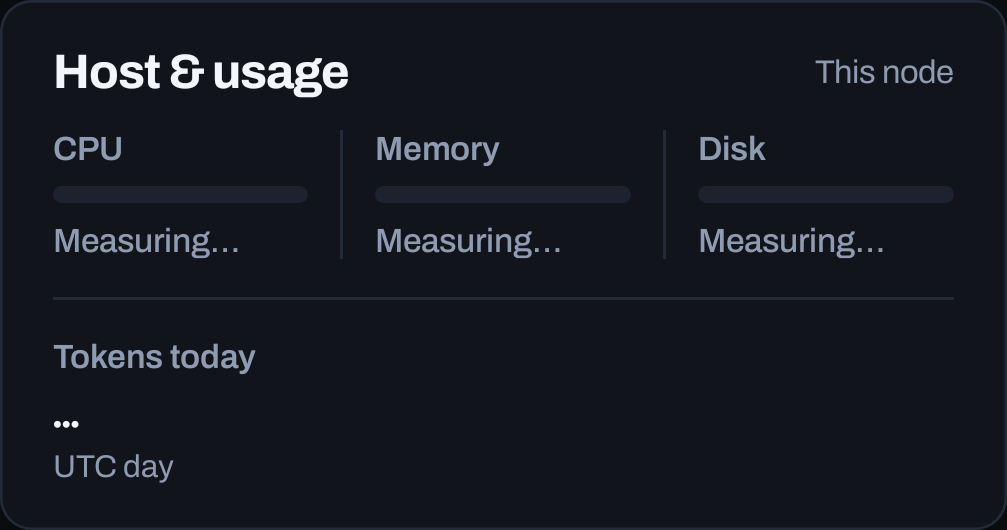 Host & usage
This node
CPU
Memory
Disk
Measuring...
Measuring...
Measuring...
Tokens today
...
UTC day